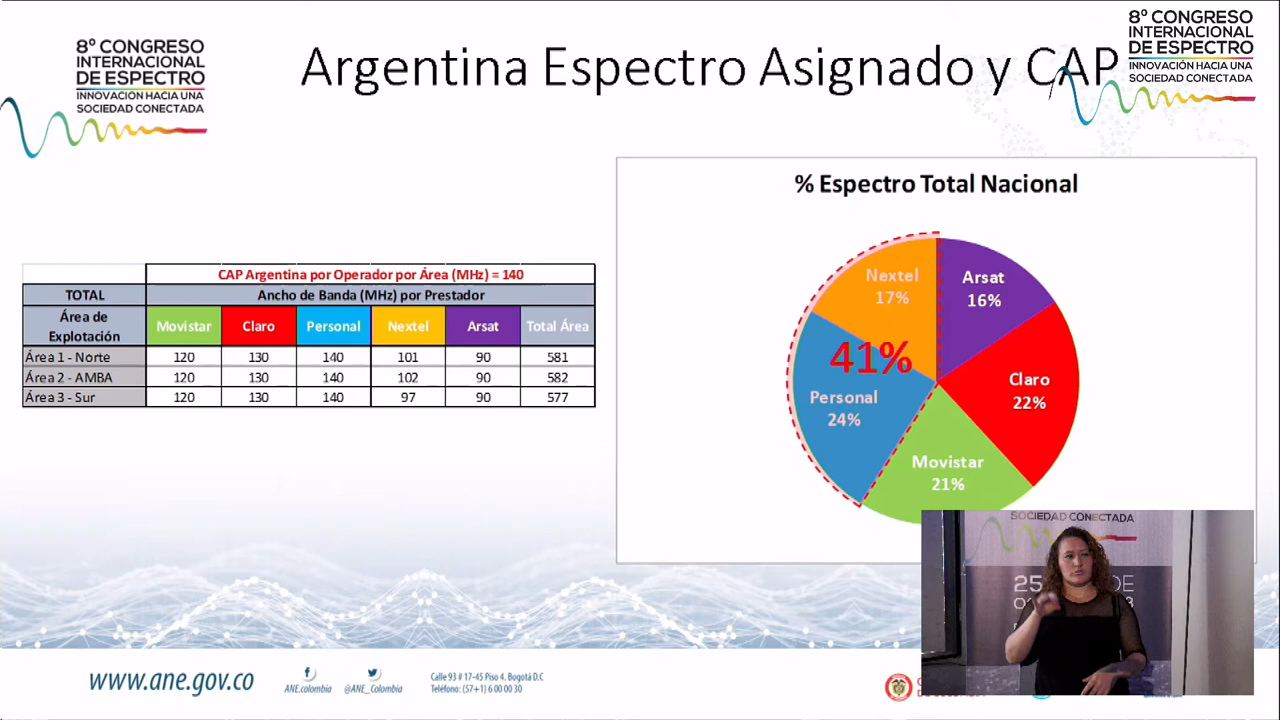 8º CONGRESO
INTERNACIONAL
DE ESPECTRO
INNOVACIÓN HACIA UNA
SOCIEDAD CONECTADA
Argentina Espectro Asignado y CAP
8º CONGRESO
INTERNACIONAL
DE ESPECTRO
INNOVACIÓN HACIA UNA
SOCIEDAD CONECTADA
CAP Argentina por Operador por Área (MHz) = 140
TOTAL Ancho de Banda (MHz) por Prestador
Área de
Explotación Movistar Claro Personal Nextel Arsat Total Área
Área 1 - Norte 120 130 140 101 90 581
Área 2 - AMBA 120 130 140 102 90 582
Área 3 - Sur 120 130 140 97 90 577
% Espectro Total Nacional
Nextel
17%
Arsat
16%
41%
Claro
22%
Personal
24%
Movistar
21%
SOCIEDAD CONECTADA
25
DE
www.ane.gov.co
ANE.colombia
@ANE_Colombia
Calle 93 # 17-45 Piso 4. Bogotá D.C
Teléfono: (57+1) 6 00 00 30